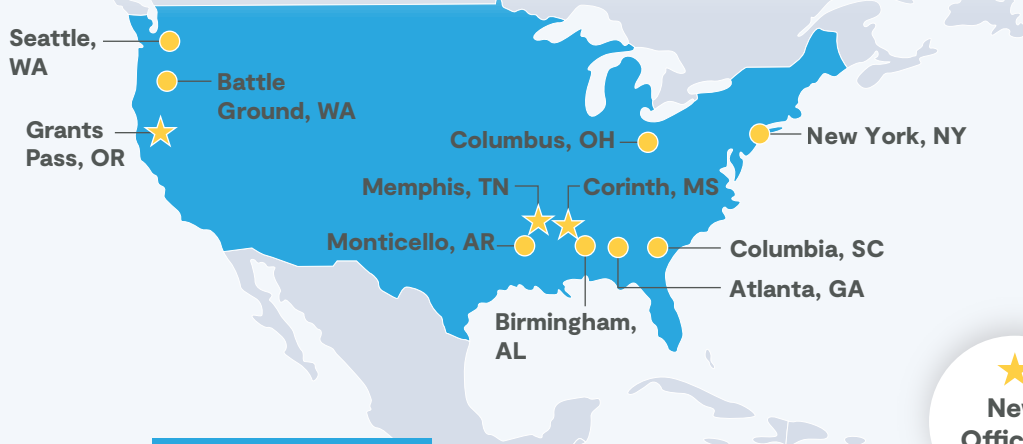 Seattle,
WA
Battle
Ground, WA
Grants
Pass, OR
Columbus, OH
New York, NY
Memphis, TN
Corinth, MS
Monticello, AR
Columbia, SC
Atlanta, GA
Birmingham,
AL